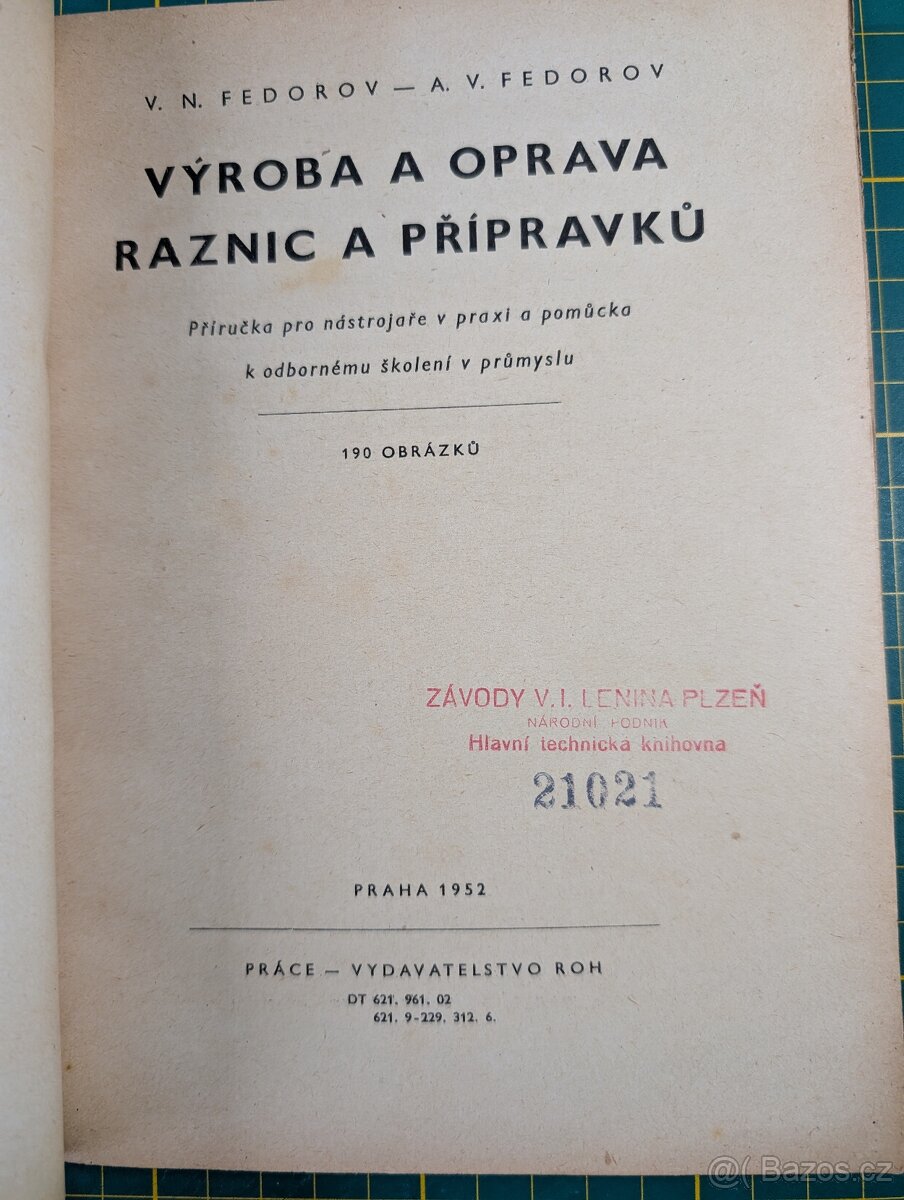 V. N. FEDOROV — A. V. FEDOROV
VÝROBA A OPRAVA
RAZNIC A PŘÍPRAVKŮ
Příručka pro nástrojaře v praxi a pomůcka
k odbornému školení v průmyslu
190 OBRÁZKŮ
ZÁVODY V. I. LENINA PLZEŇ
NÁRODNÍ PODNIK
Hlavní technická knihovna
21021
PRAHA 1952
PRÁCE — VYDAVATELSTVO ROH
DT 621. 961. 02
621. 9-229. 312. 6.
@( Bazos.cz